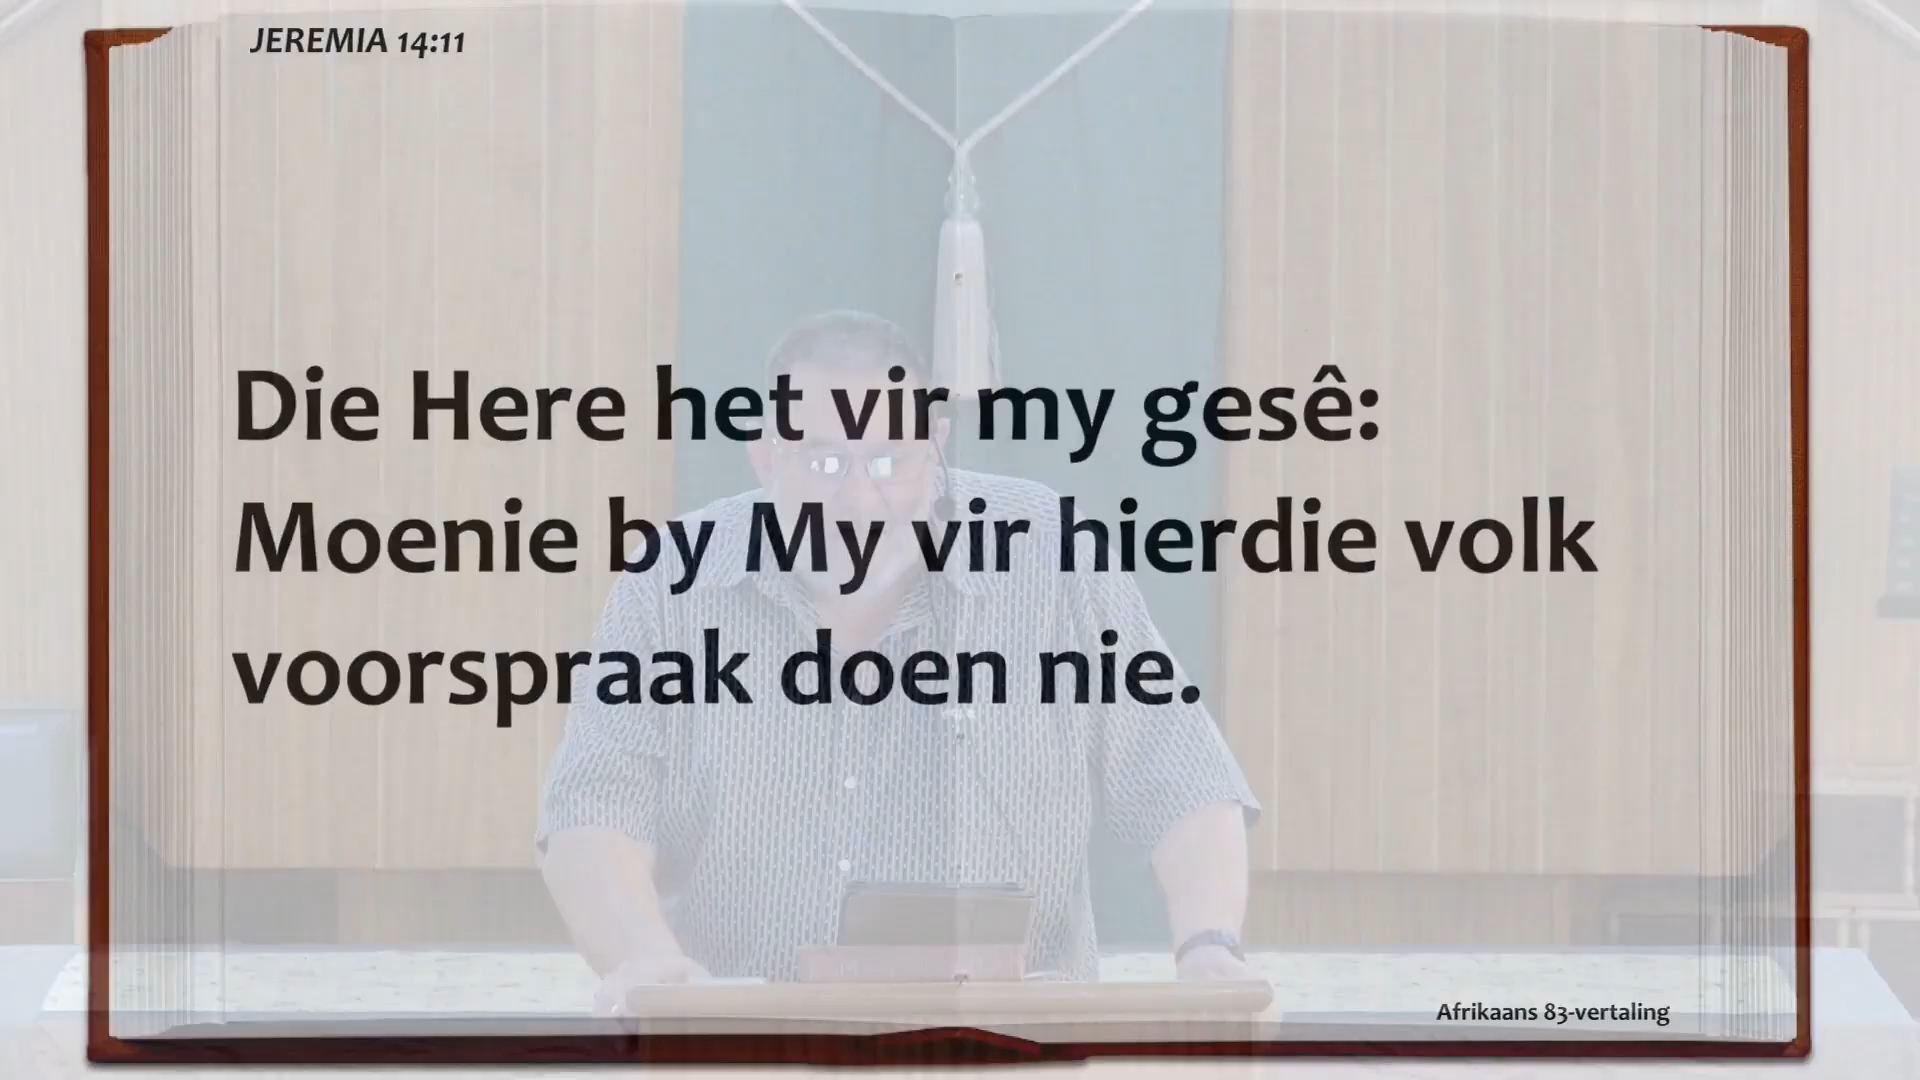 JEREMIA 14:11
Die Here het vir my gesê:
Moenie by My vir hierdie volk
voorspraak doen nie.
Afrikaans 83-vertaling